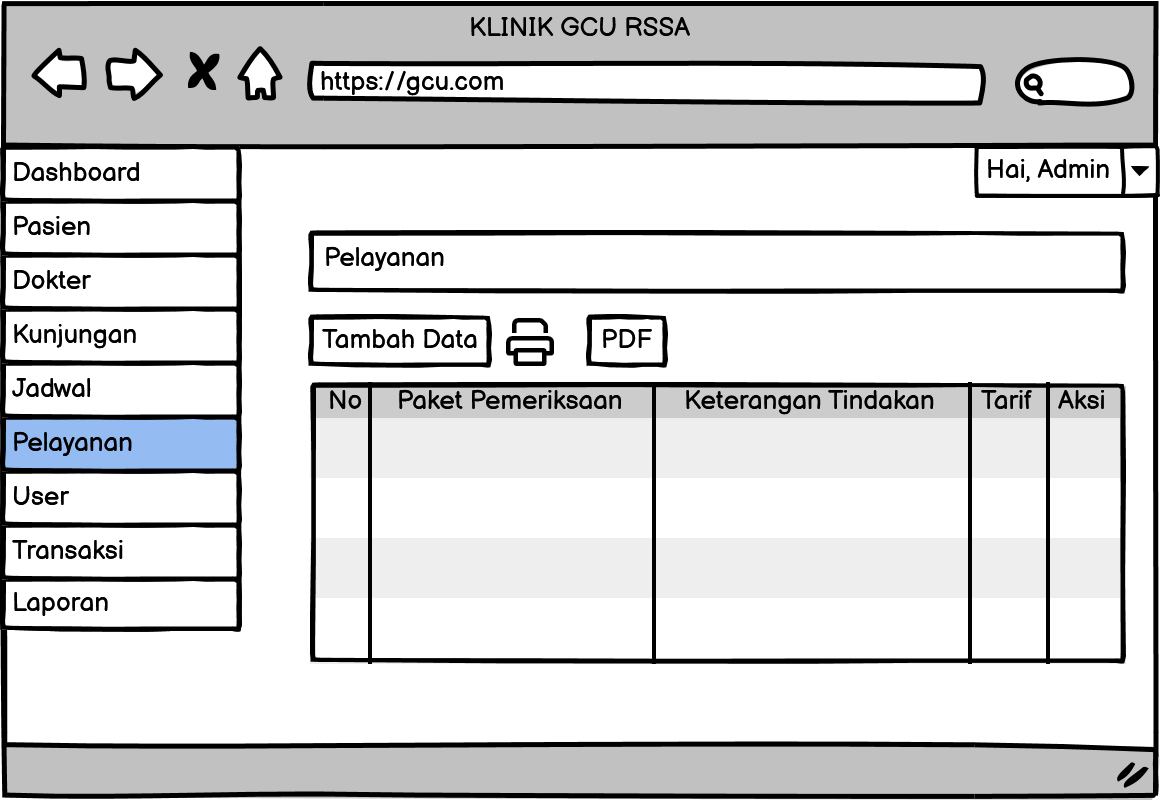 KLINIK GCU RSSA
https://gcu.com
Hai, Admin
Dashboard
Pasien
Dokter
Kunjungan
Jadwal
Pelayanan
User
Transaksi
Laporan
Pelayanan
Tambah Data
PDF
No Paket Pemeriksaan Keterangan Tindakan Tarif Aksi